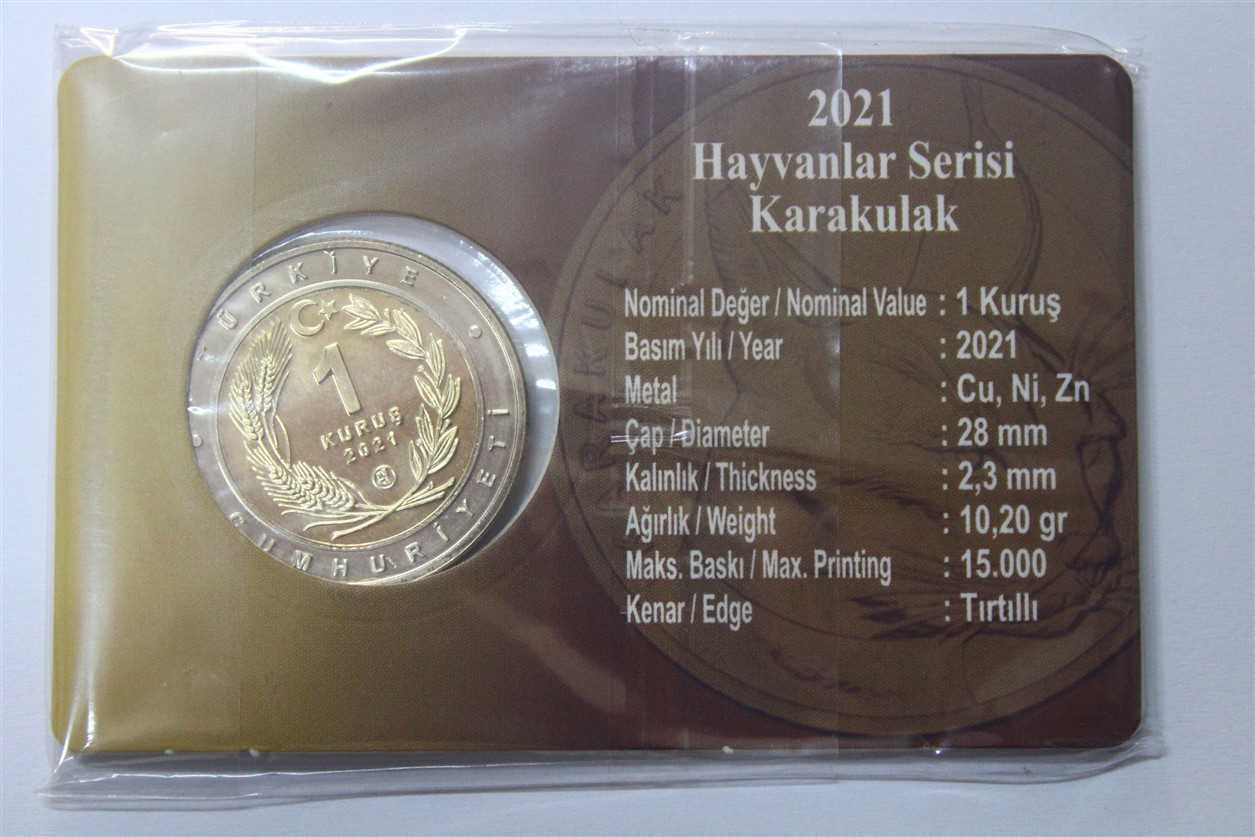 TÜRKİYE
CUMHURİYETİ
1
KURUŞ
2021
2021
Hayvanlar Serisi
Karakulak
Nominal Değer / Nominal Value : 1 Kuruş
Basım Yılı / Year : 2021
Metal : Cu, Ni, Zn
Çap / Diameter : 28 mm
Kalınlık / Thickness : 2,3 mm
Ağırlık / Weight : 10,20 gr
Maks. Baskı / Max. Printing : 15.000
Kenar / Edge : Tırtıllı
KARAKULAK